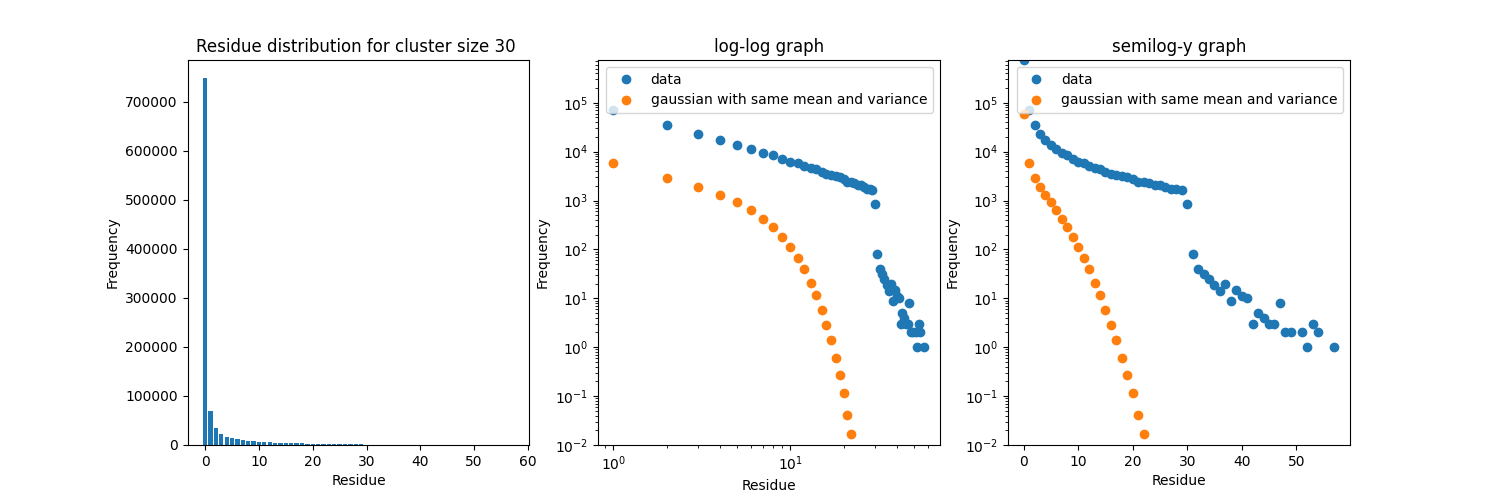 Residue distribution for cluster size 30
700000
600000
500000
400000
300000
200000
100000
0
Frequency
0 10 20 30 40 50 60
Residue
log-log graph
data
gaussian with same mean and variance
10^5
10^4
10^3
10^2
10^1
10^0
10^-1
10^-2
Frequency
10^0 10^1
Residue
semilog-y graph
data
gaussian with same mean and variance
10^5
10^4
10^3
10^2
10^1
10^0
10^-1
10^-2
Frequency
0 10 20 30 40 50
Residue